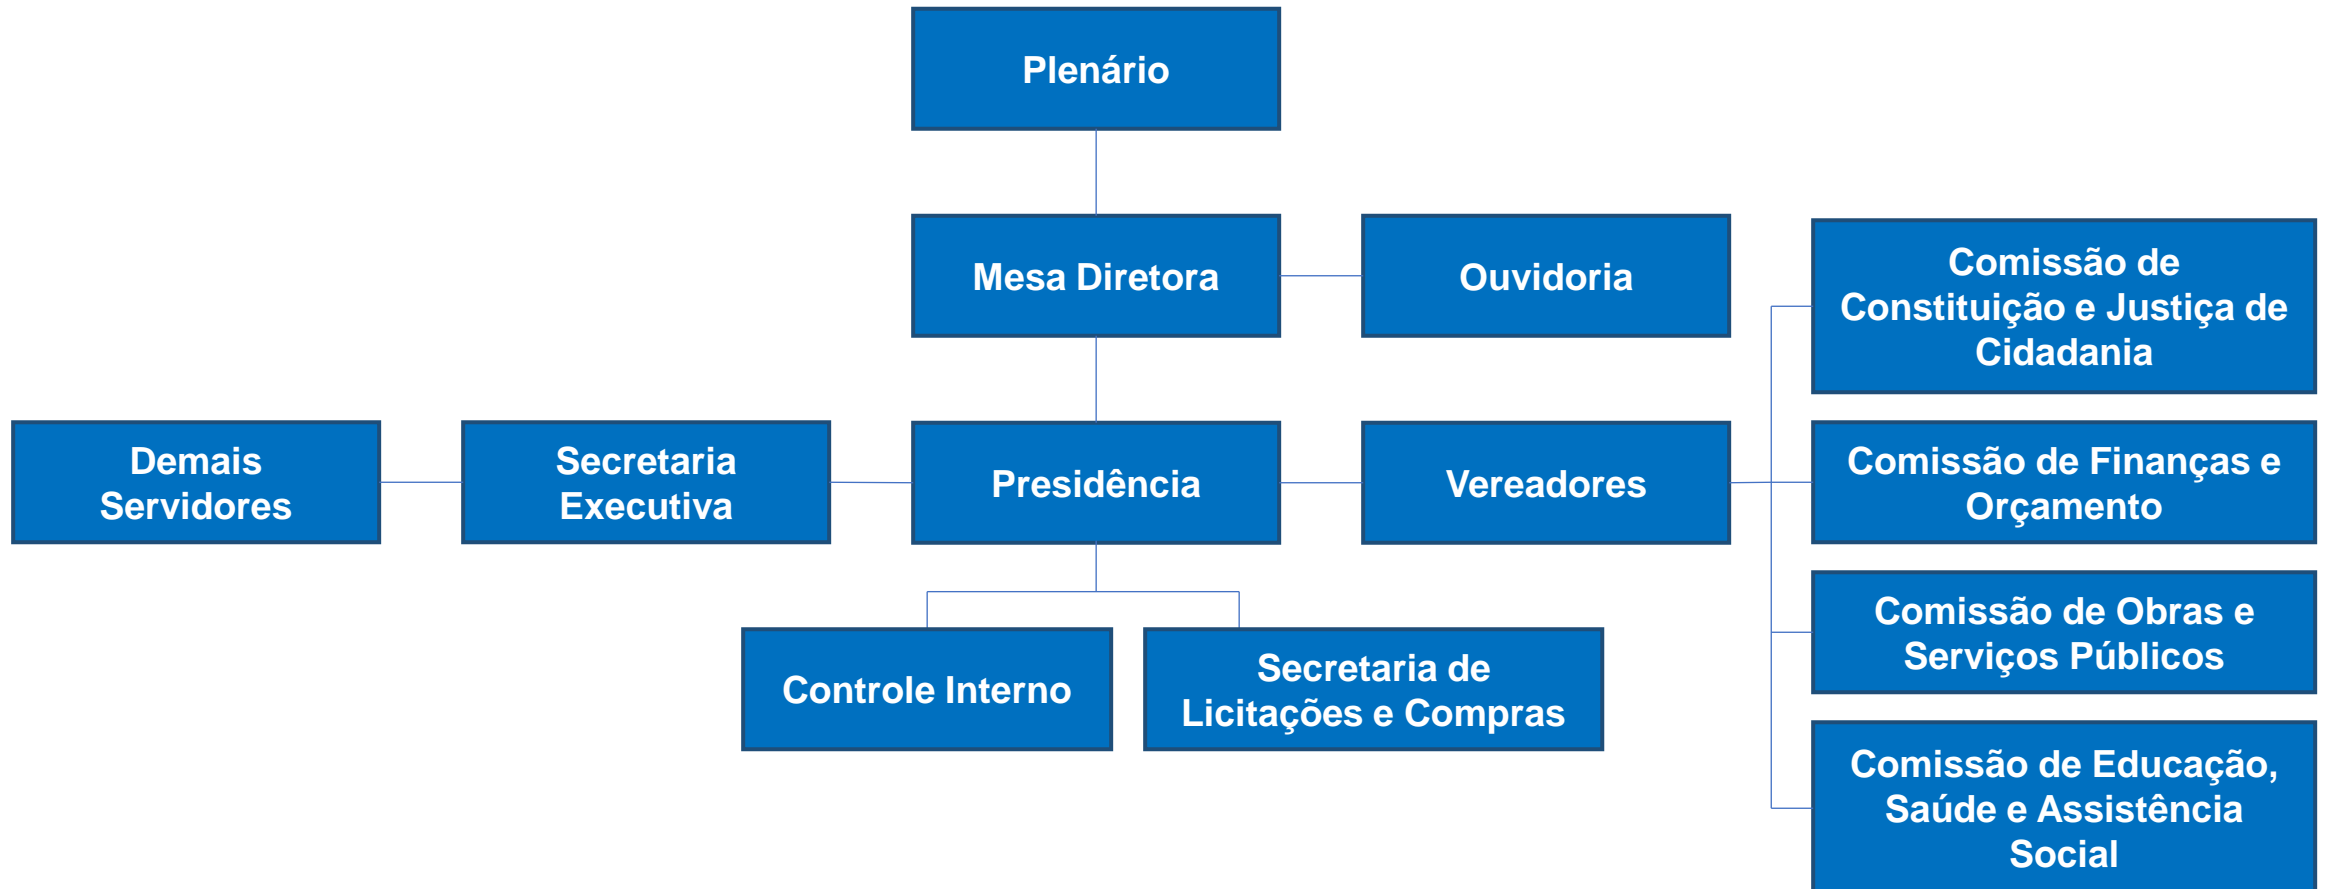 Plenário
Mesa Diretora
Ouvidoria
Comissão de
Constituição e Justiça de
Cidadania
Demais
Servidores
Secretaria
Executiva
Presidência
Vereadores
Comissão de Finanças e
Orçamento
Comissão de Obras e
Serviços Públicos
Controle Interno
Secretaria de
Licitações e Compras
Comissão de Educação,
Saúde e Assistência
Social